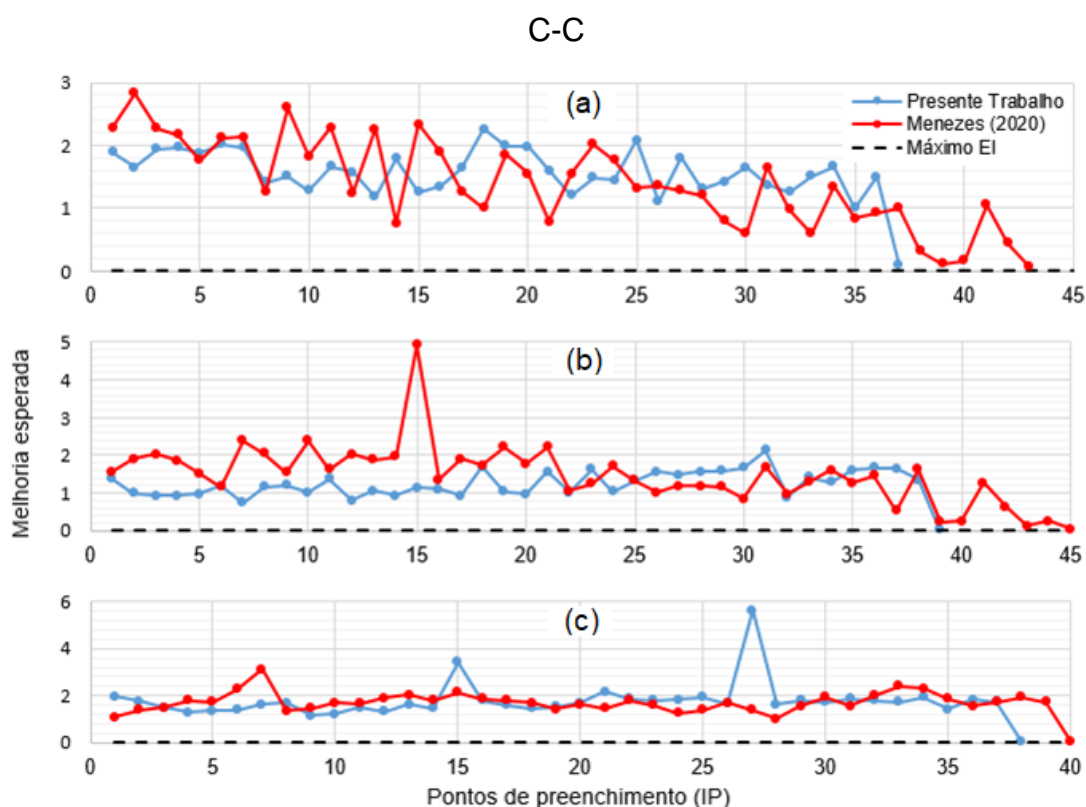 C-C
(a)
Presente Trabalho
Menezes (2020)
Máximo EI
3
2
1
0
0 5 10 15 20 25 30 35 40 45
(b)
5
4
3
2
1
0
0 5 10 15 20 25 30 35 40 45
Melhoria esperada
(c)
6
4
2
0
0 5 10 15 20 25 30 35 40
Pontos de preenchimento (IP)